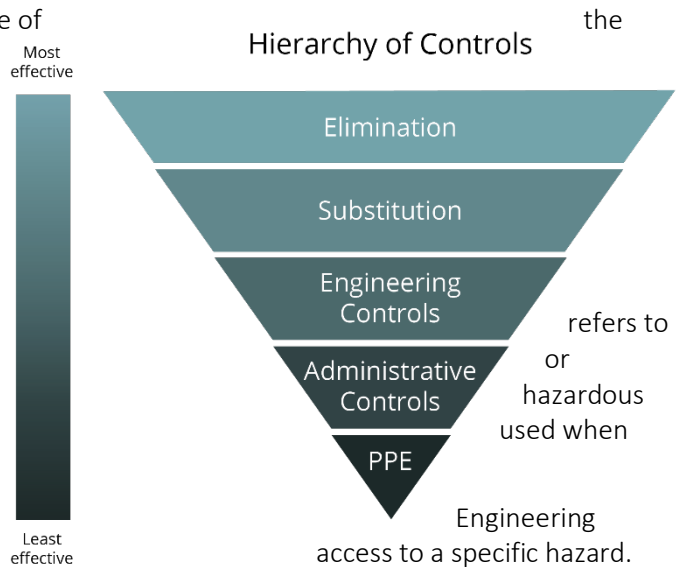 e of the
Hierarchy of Controls
Most
effective
Elimination
Substitution
Engineering
Controls
refers to
or
Administrative
Controls
hazardous
used when
PPE
Engineering
Least
effective
access to a specific hazard.